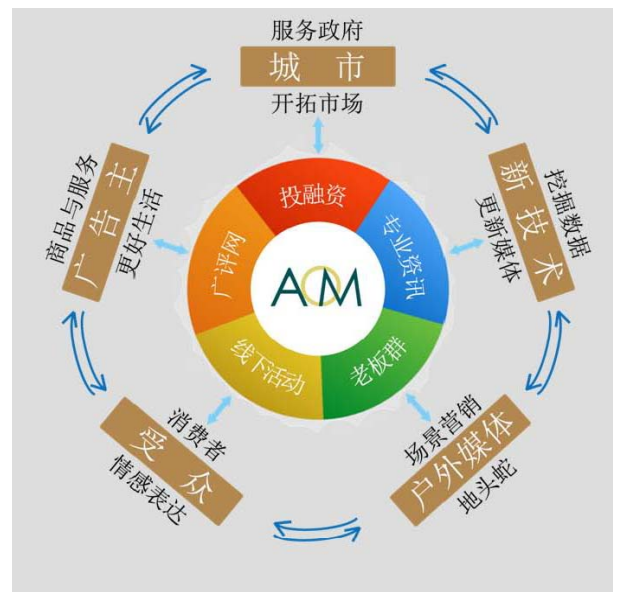 服务政府
城 市
开拓市场
商品与服务
广告主
更好生活
挖掘数据
新技术
更新媒体
投融资
专业资讯
老板群
线下活动
广评网
AOM
消费者
受众
情感表达
场景营销
户外媒体
地头蛇